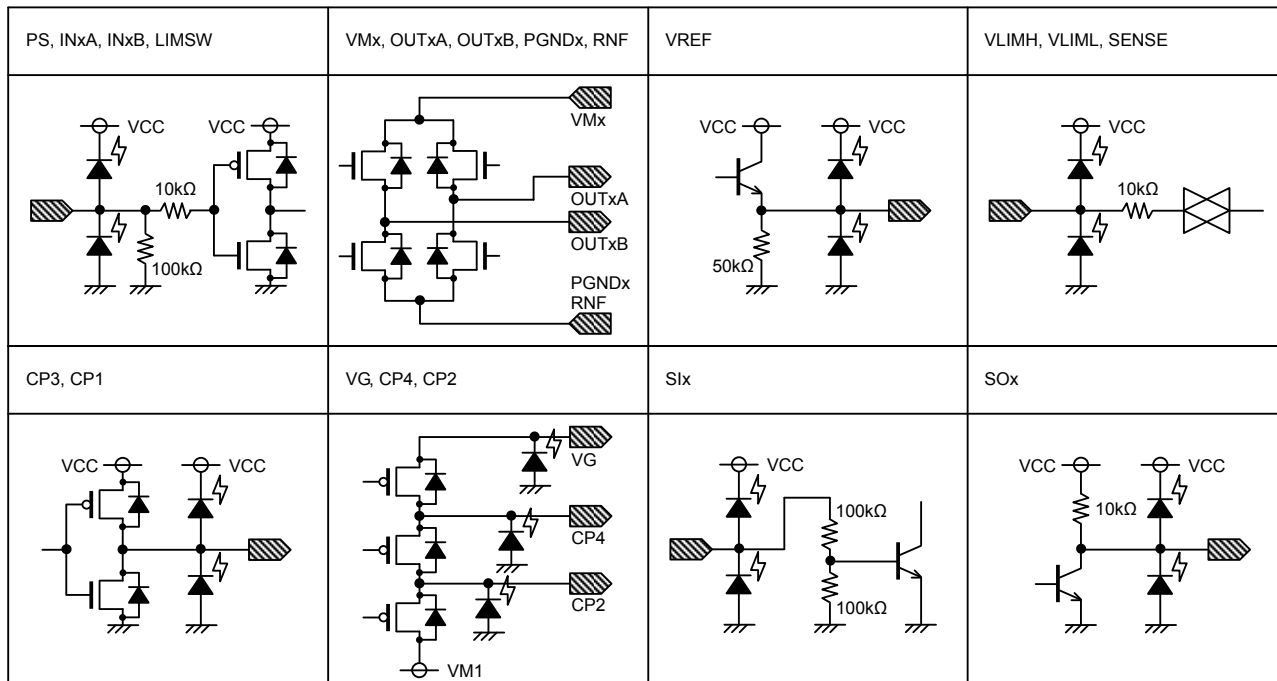 PS, INxA, INxB, LIMSW
VMx, OUTxA, OUTxB, PGNDx, RNF
VREF
VLIMH, VLIML, SENSE
VCC
VCC
10kΩ
100kΩ
VMx
OUTxA
OUTxB
PGNDx
RNF
VCC
VCC
50kΩ
VCC
10kΩ
CP3, CP1
VG, CP4, CP2
SIx
SOx
VCC
VCC
VG
CP4
CP2
VM1
VCC
100kΩ
100kΩ
VCC
VCC
10kΩ